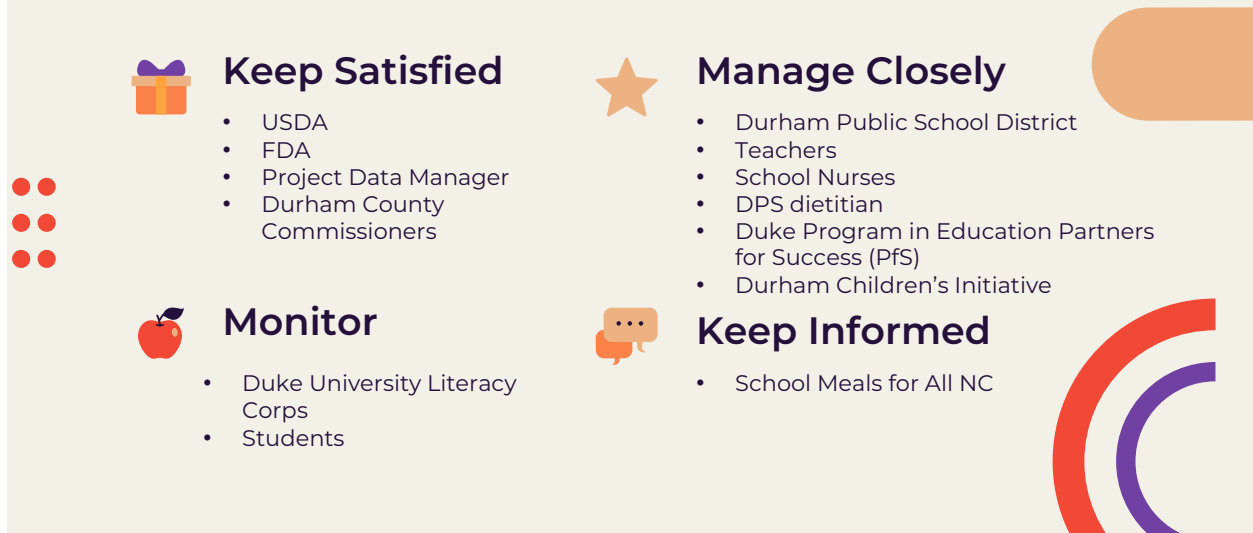 Keep Satisfied
• USDA
• FDA
• Project Data Manager
• Durham County
Commissioners
Manage Closely
• Durham Public School District
• Teachers
• School Nurses
• DPS dietitian
• Duke Program in Education Partners
for Success (PfS)
• Durham Children’s Initiative
Monitor
• Duke University Literacy
Corps
• Students
Keep Informed
• School Meals for All NC